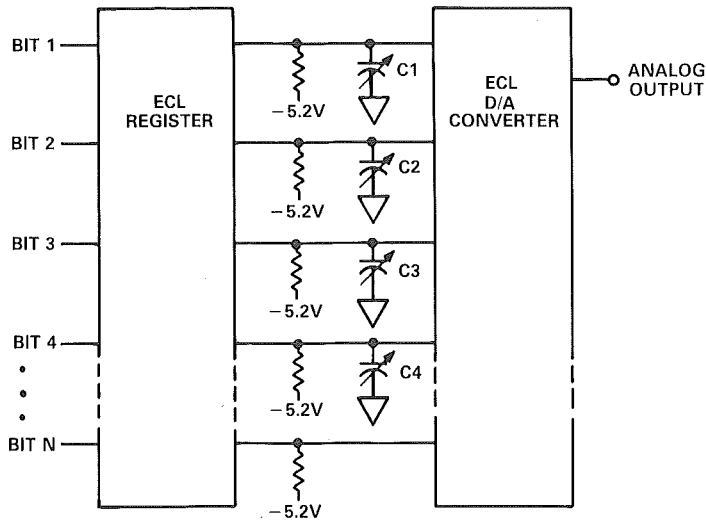 BIT 1
BIT 2
BIT 3
BIT 4
BIT N
ECL
REGISTER
−5.2V
C1
−5.2V
C2
−5.2V
C3
−5.2V
C4
−5.2V
ECL
D/A
CONVERTER
ANALOG
OUTPUT